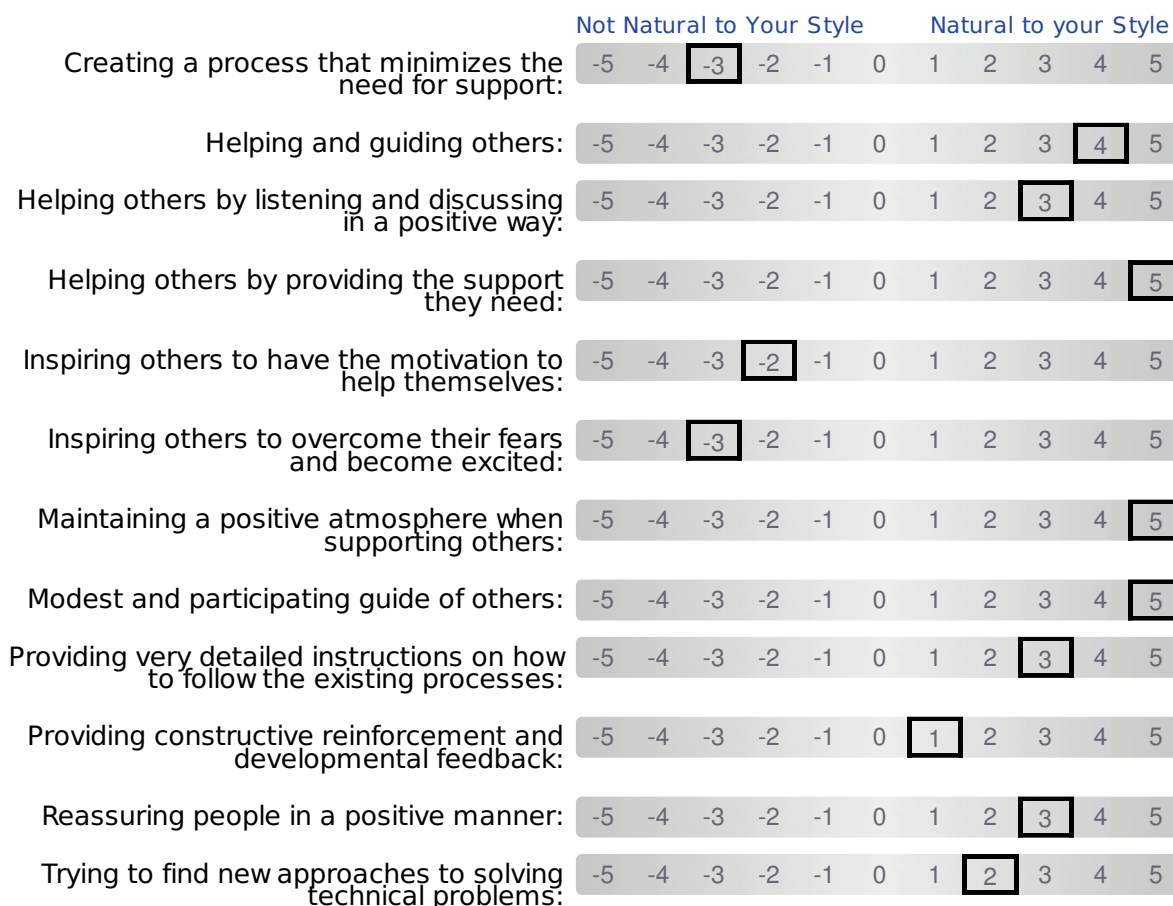 Not Natural to Your Style Natural to your Style
Creating a process that minimizes the -5 -4 -3 -2 -1 0 1 2 3 4 5
need for support:
Helping and guiding others: -5 -4 -3 -2 -1 0 1 2 3 4 5
Helping others by listening and discussing -5 -4 -3 -2 -1 0 1 2 3 4 5
in a positive way:
Helping others by providing the support -5 -4 -3 -2 -1 0 1 2 3 4 5
they need:
Inspiring others to have the motivation to -5 -4 -3 -2 -1 0 1 2 3 4 5
help themselves:
Inspiring others to overcome their fears -5 -4 -3 -2 -1 0 1 2 3 4 5
and become excited:
Maintaining a positive atmosphere when -5 -4 -3 -2 -1 0 1 2 3 4 5
supporting others:
Modest and participating guide of others: -5 -4 -3 -2 -1 0 1 2 3 4 5
Providing very detailed instructions on how -5 -4 -3 -2 -1 0 1 2 3 4 5
to follow the existing processes:
Providing constructive reinforcement and -5 -4 -3 -2 -1 0 1 2 3 4 5
developmental feedback:
Reassuring people in a positive manner: -5 -4 -3 -2 -1 0 1 2 3 4 5
Trying to find new approaches to solving -5 -4 -3 -2 -1 0 1 2 3 4 5
technical problems: